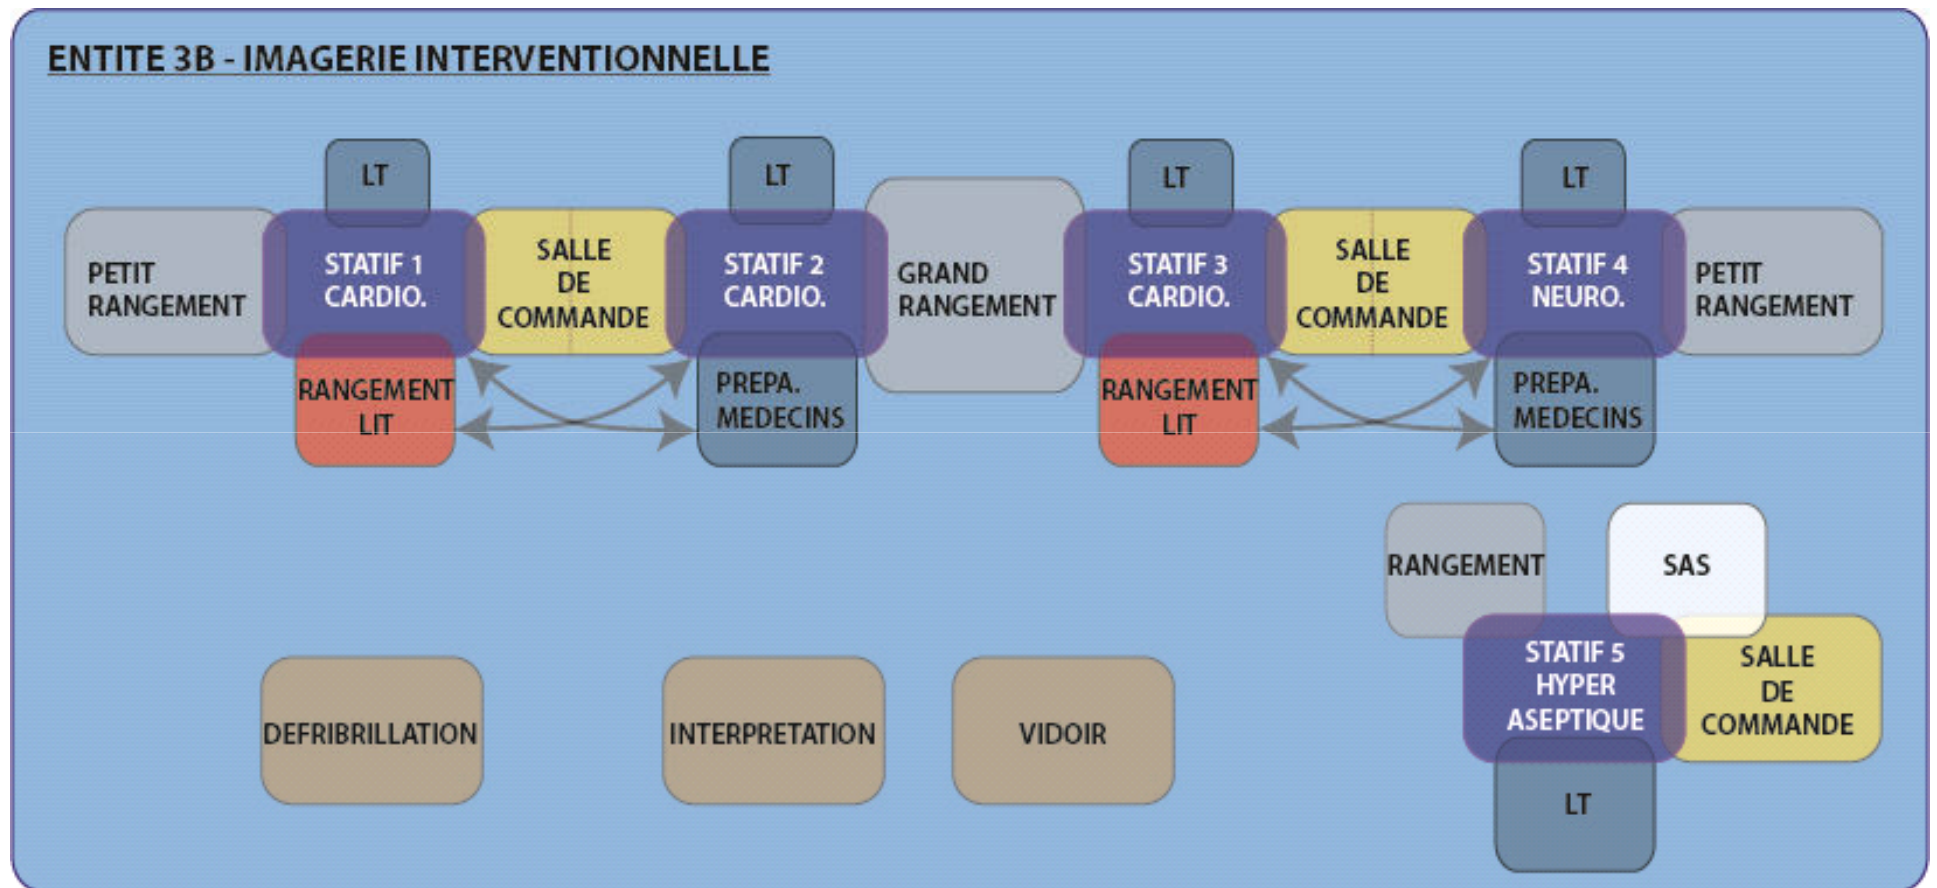 ENTITE 3B - IMAGERIE INTERVENTIONNELLE
LT
LT
LT
LT
PETIT
RANGEMENT
STATIF 1
CARDIO.
SALLE
DE
COMMANDE
STATIF 2
CARDIO.
GRAND
RANGEMENT
STATIF 3
CARDIO.
SALLE
DE
COMMANDE
STATIF 4
NEURO.
PETIT
RANGEMENT
RANGEMENT
LIT
PREPA.
MEDECINS
RANGEMENT
LIT
PREPA.
MEDECINS
RANGEMENT
SAS
STATIF 5
HYPER
ASEPTIQUE
SALLE
DE
COMMANDE
DEFRIBRILLATION
INTERPRETATION
VIDOIR
LT